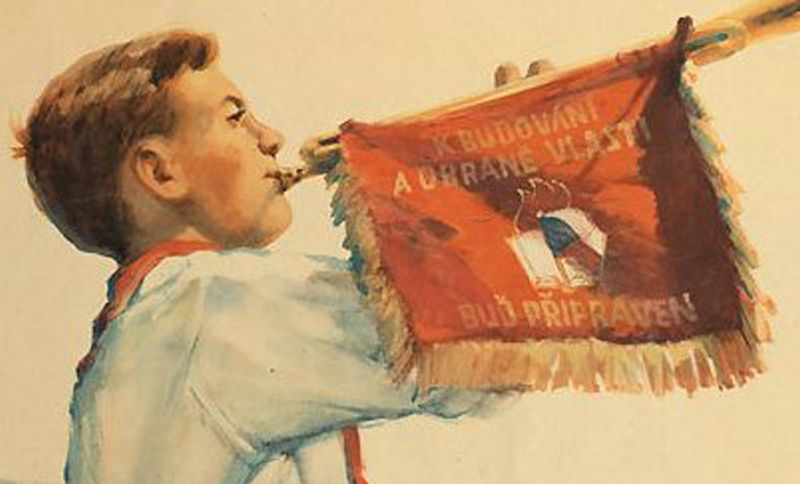 K BUDOVÁNÍ
A OBRANĚ VLASTI
BUĎ PŘIPRAVEN